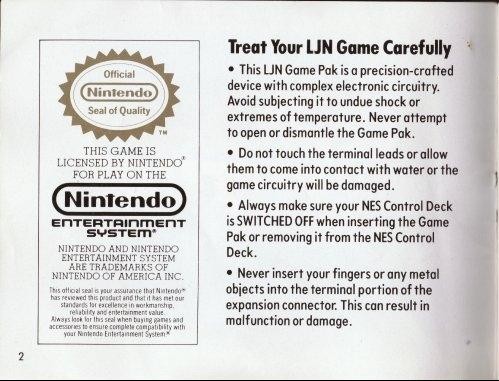 Official
Nintendo
Seal of Quality
TM
THIS GAME IS
LICENSED BY NINTENDO®
FOR PLAY ON THE
Nintendo
ENTERTAINMENT
SYSTEM®
NINTENDO AND NINTENDO
ENTERTAINMENT SYSTEM
ARE TRADEMARKS OF
NINTENDO OF AMERICA INC.
This official seal is your assurance that Nintendo®
has reviewed this product and that it has met our
standards for excellence in workmanship,
reliability and entertainment value.
Always look for this seal when buying games and
accessories to ensure complete compatibility with
your Nintendo Entertainment System.®
2
Treat Your LJN Game Carefully
• This LJN Game Pak is a precision-crafted
device with complex electronic circuitry.
Avoid subjecting it to undue shock or
extremes of temperature. Never attempt
to open or dismantle the Game Pak.
• Do not touch the terminal leads or allow
them to come into contact with water or the
game circuitry will be damaged.
• Always make sure your NES Control Deck
is SWITCHED OFF when inserting the Game
Pak or removing it from the NES Control
Deck.
• Never insert your fingers or any metal
objects into the terminal portion of the
expansion connector. This can result in
malfunction or damage.